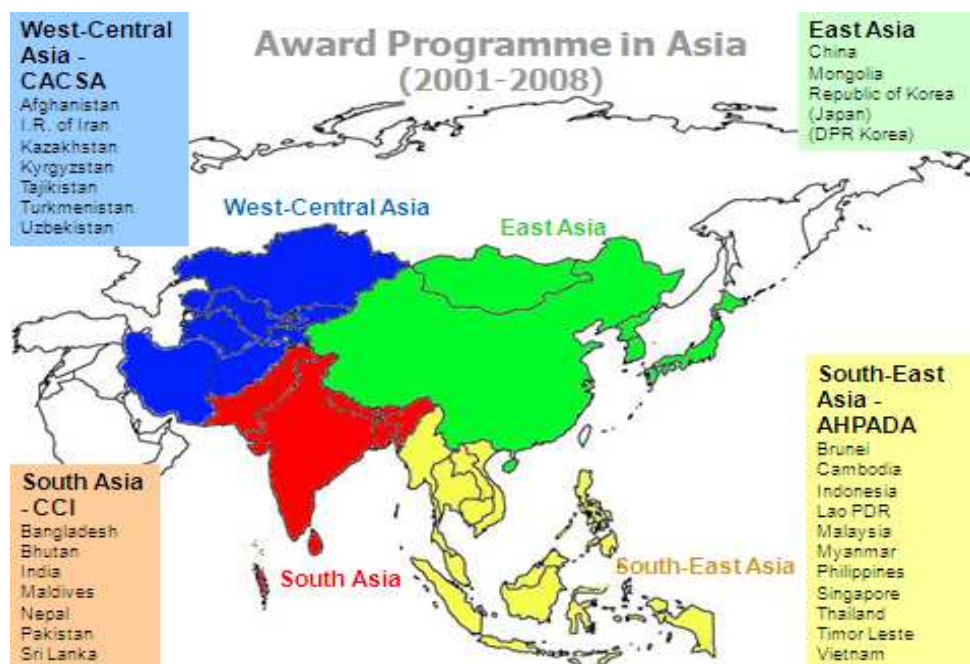 West-Central
Asia -
CACSA
Afghanistan
I.R. of Iran
Kazakhstan
Kyrgyzstan
Tajikistan
Turkmenistan
Uzbekistan
Award Programme in Asia
(2001-2008)
East Asia
China
Mongolia
Republic of Korea
(Japan)
(DPR Korea)
West-Central Asia
East Asia
South Asia
- CCI
Bangladesh
Bhutan
India
Maldives
Nepal
Pakistan
Sri Lanka
South Asia
South-East Asia
South-East
Asia -
AHPADA
Brunei
Cambodia
Indonesia
Lao PDR
Malaysia
Myanmar
Philippines
Singapore
Thailand
Timor Leste
Vietnam